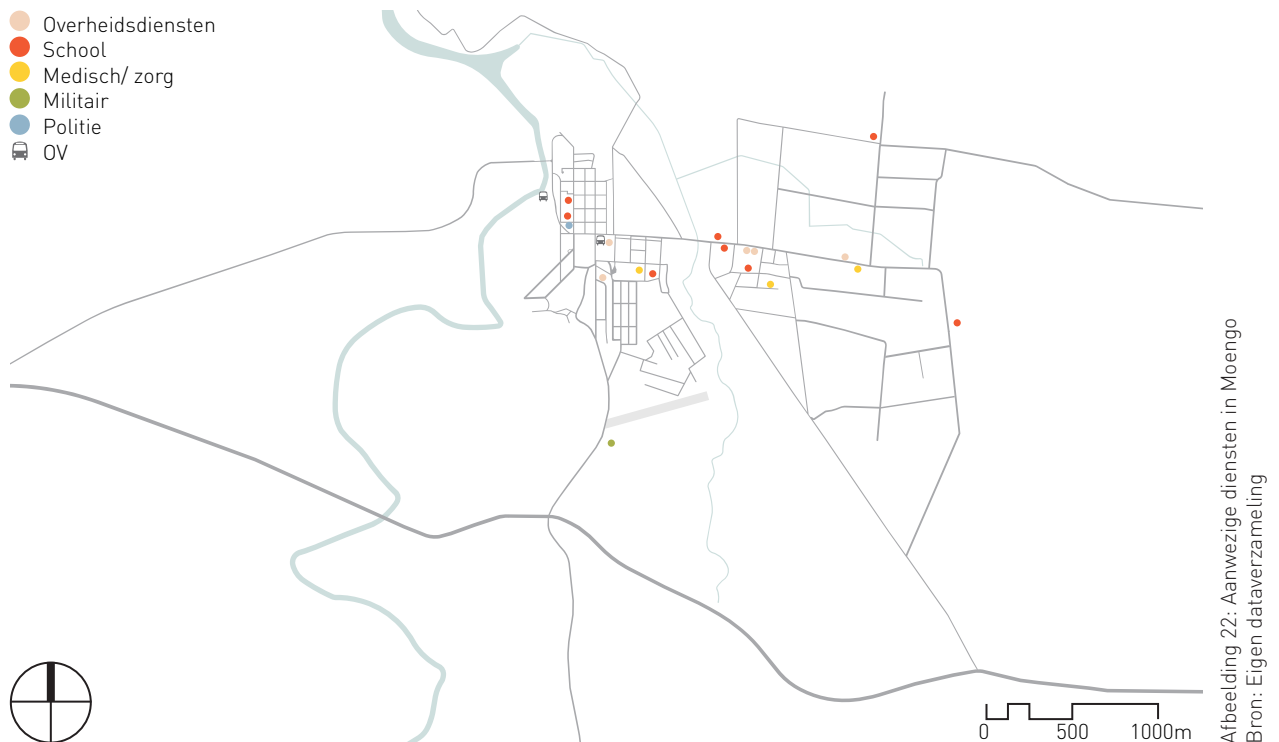 Overheidsdiensten
School
Medisch/ zorg
Militair
Politie
OV
0 500 1000m
Afbeelding 22: Aanwezige diensten in Moengo
Bron: Eigen dataverzameling